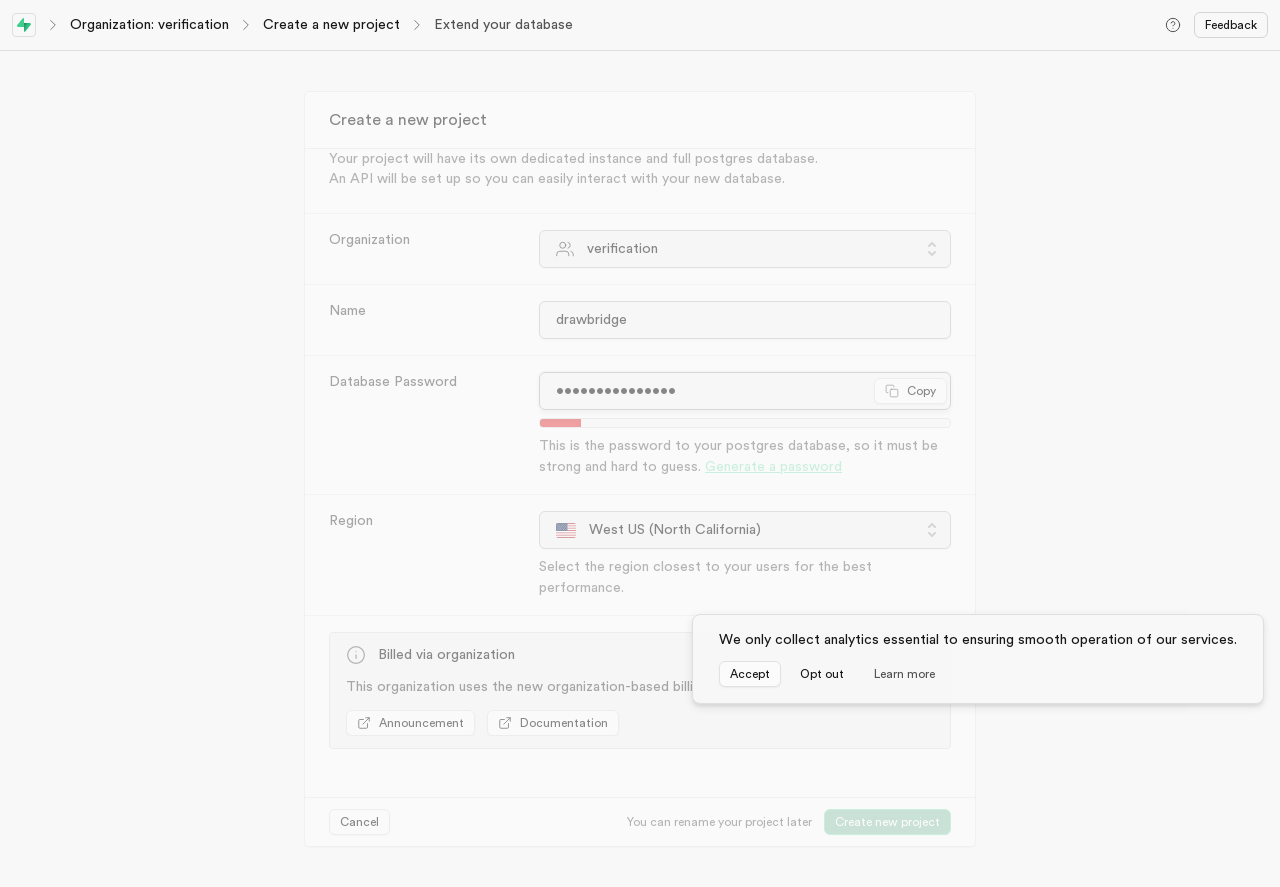 Organization: verification
Create a new project
Extend your database
Feedback
Create a new project
Your project will have its own dedicated instance and full postgres database.
An API will be set up so you can easily interact with your new database.
Organization
verification
Name
drawbridge
Database Password
•••••••••••••••
Copy
This is the password to your postgres database, so it must be
strong and hard to guess. Generate a password
Region
West US (North California)
Select the region closest to your users for the best
performance.
Billed via organization
This organization uses the new organization-based
Announcement
Documentation
We only collect analytics essential to ensuring smooth operation of our services.
Accept
Opt out
Learn more
Cancel
You can rename your project later
Create new project